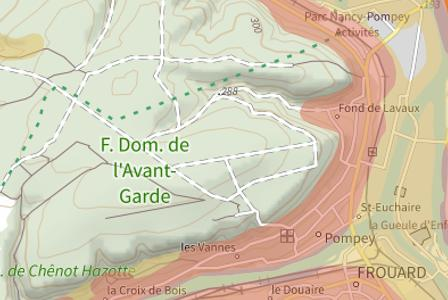 193
300
Parc Nancy-Pompey
Activités
288
Fond de Lavaux
F. Dom. de
l'Avant-
Garde
St-Euchaire
la Gueule d'Enf
Pompey
les Vannes
. de Chênot Hazotte
FROUARD
la Croix de Bois
le Douaire